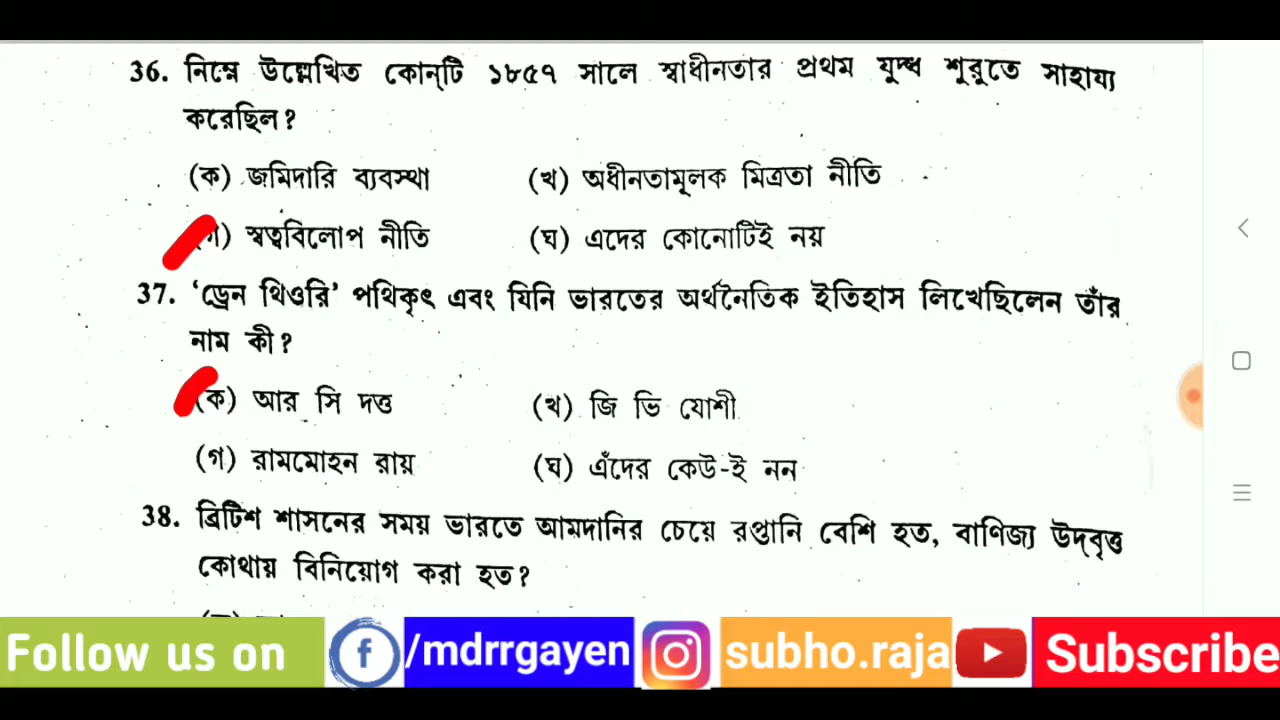 36. নিম্নে উল্লেখিত কোন্‌টি ১৮৫৭ সালে স্বাধীনতার প্রথম যুদ্ধ শুরুতে সাহায্য
করেছিল?
(ক) জমিদারি ব্যবস্থা (খ) অধীনতামূলক মিত্রতা নীতি
(গ) স্বত্ববিলোপ নীতি (ঘ) এদের কোনোটিই নয়
37. ‘ড্রেন থিওরি’ পথিকৃৎ এবং যিনি ভারতের অর্থনৈতিক ইতিহাস লিখেছিলেন তাঁর
নাম কী?
(ক) আর সি দত্ত (খ) জি ভি যোশী
(গ) রামমোহন রায় (ঘ) এঁদের কেউ-ই নন
38. ব্রিটিশ শাসনের সময় ভারতে আমদানির চেয়ে রপ্তানি বেশি হত, বাণিজ্য উদ্‌বৃত্ত
কোথায় বিনিয়োগ করা হত?
Follow us on f /mdrrgayen subho.raja Subscribe